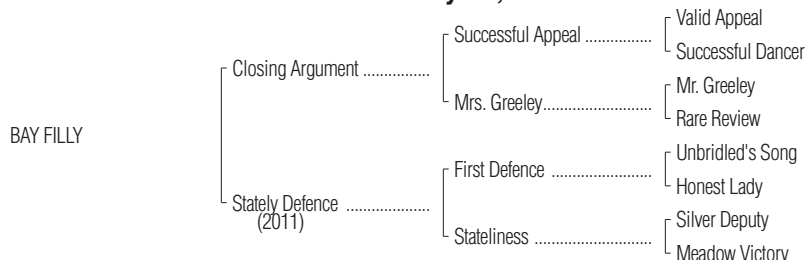 Valid Appeal
Successful Appeal ................
Successful Dancer
Closing Argument ................
Mr. Greeley
Mrs. Greeley..........................
Rare Review
BAY FILLY
Unbridled's Song
First Defence ........................
Honest Lady
Stately Defence ....................
(2011)
Silver Deputy
Stateliness ............................
Meadow Victory